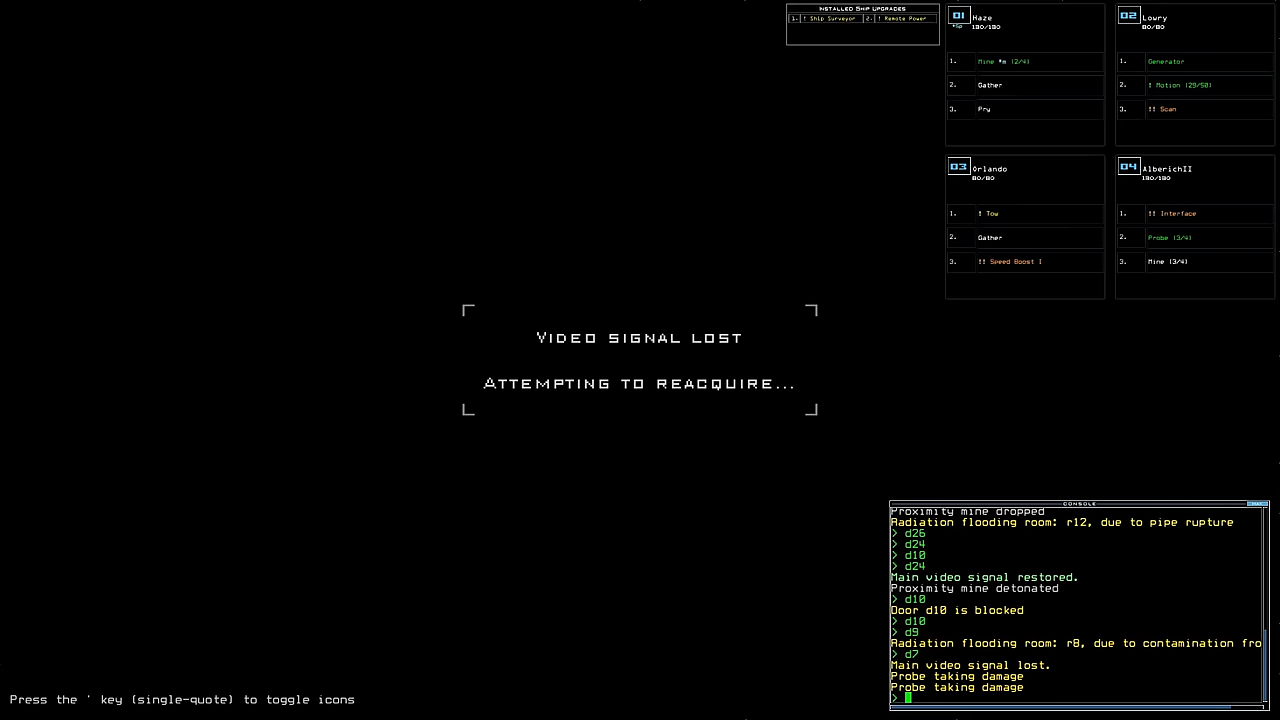 Installed Ship Upgrades
1. ! Ship Surveyor 2. ! Remote Power
01 Haze
130/130
1. Mine *m (2/4)
2. Gather
3. Pry
02 Lowry
80/80
1. Generator
2. ! Motion (29/50)
3. !! Scan
03 Orlando
80/80
1. ! Tow
2. Gather
3. !! Speed Boost 1
04 AlberichII
130/130
1. !! Interface
2. Probe (3/4)
3. Mine (3/4)
Video signal lost
Attempting to reacquire...
Console
Proximity mine dropped
Radiation flooding room: r12, due to pipe rupture
> d26
> d24
> d10
> d24
Main video signal restored.
Proximity mine detonated
> d10
Door d10 is blocked
> d10
> d9
Radiation flooding room: r8, due to contamination fro
> d7
Main video signal lost.
Probe taking damage
Probe taking damage
>
Press the ' key (single-quote) to toggle icons